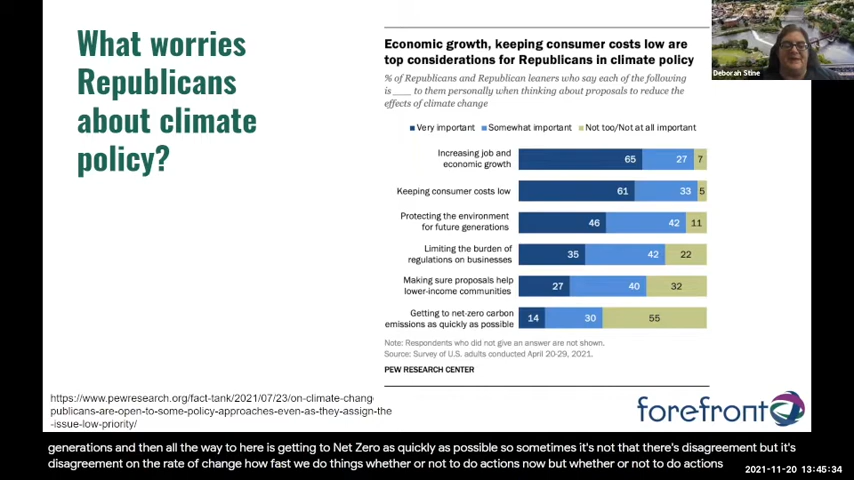 What worries
Republicans
about climate
policy?
Economic growth, keeping consumer costs low are
top considerations for Republicans in climate policy
% of Republicans and Republican leaners who say each of the following
is ____ to them personally when thinking about proposals to reduce the
effects of climate change
Very important Somewhat important Not too/Not at all important
Increasing job and
economic growth 65 27 7
Keeping consumer costs low 61 33 5
Protecting the environment
for future generations 46 42 11
Limiting the burden of
regulations on businesses 35 42 22
Making sure proposals help
lower-income communities 27 40 32
Getting to net-zero carbon
emissions as quickly as possible 14 30 55
Note: Respondents who did not give an answer are not shown.
Source: Survey of U.S. adults conducted April 20-29, 2021.
PEW RESEARCH CENTER
https://www.pewresearch.org/fact-tank/2021/07/23/on-climate-chang
publicans-are-open-to-some-policy-approaches-even-as-they-assign-the
-issue-low-priority/
forefront
Deborah Stine
generations and then all the way to here is getting to Net Zero as quickly as possible so sometimes it's not that there's disagreement but it's
disagreement on the rate of change how fast we do things whether or not to do actions now but whether or not to do actions
2021-11-20 13:45:34